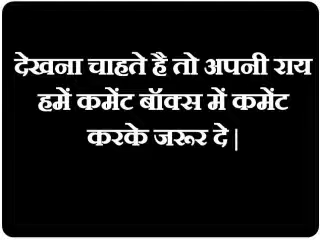 देखना चाहते है तो अपनी राय
हमें कमेंट बॉक्स में कमेंट
करके जरूर दे |